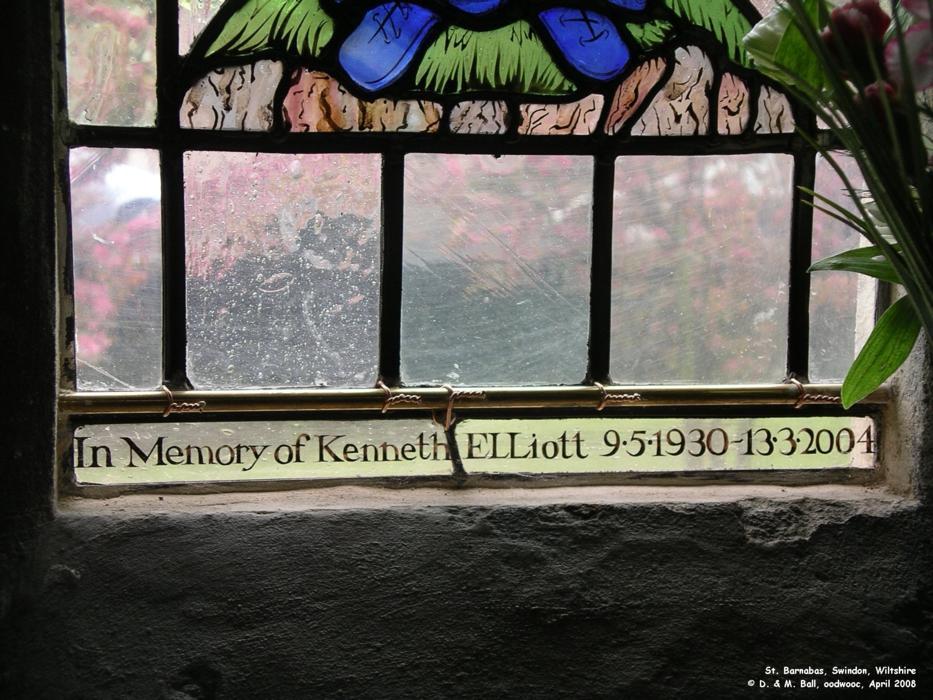 In Memory of Kenneth ELLiott 9·5·1930-13·3·2004
St. Barnabas, Swindon, Wiltshire
© D. & M. Ball, oodwooc, April 2008